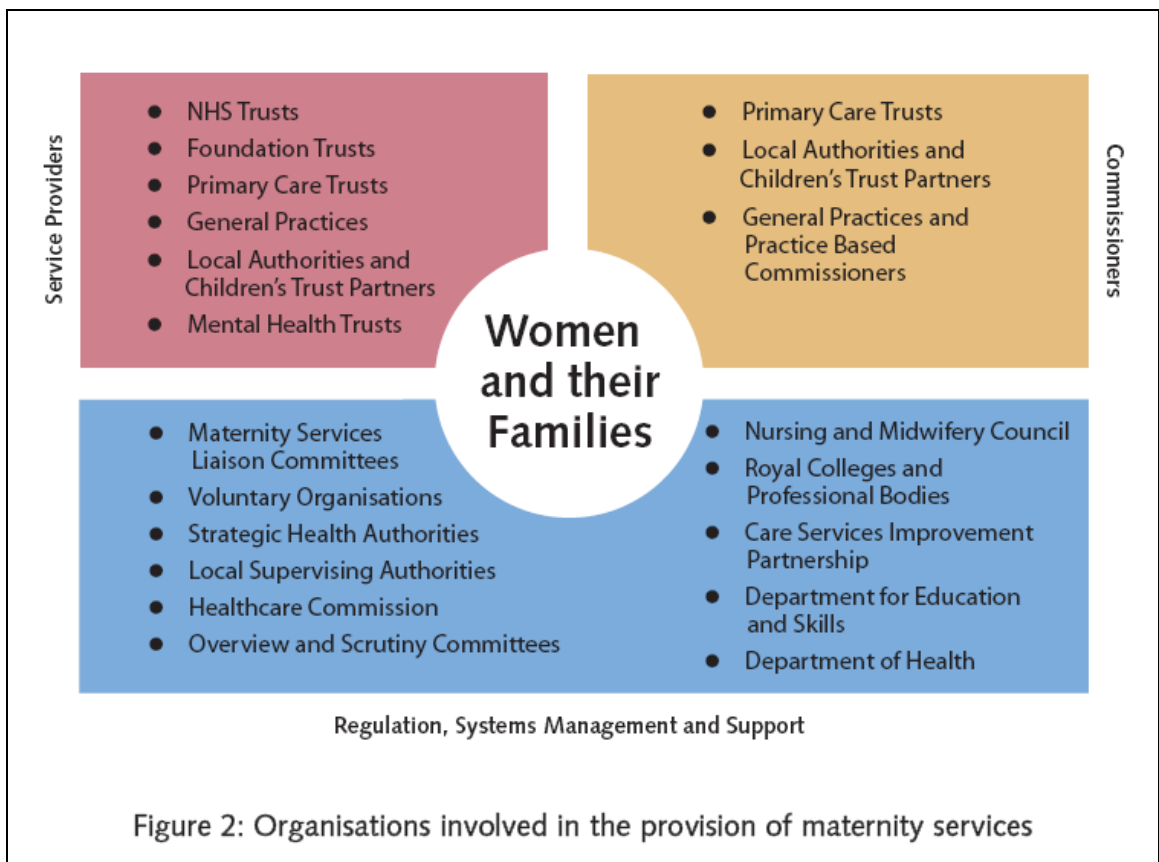 Service Providers
● NHS Trusts
● Foundation Trusts
● Primary Care Trusts
● General Practices
● Local Authorities and
Children's Trust Partners
● Mental Health Trusts
● Primary Care Trusts
● Local Authorities and
Children's Trust Partners
● General Practices and
Practice Based
Commissioners
Commissioners
Women
and their
Families
● Maternity Services
Liaison Committees
● Voluntary Organisations
● Strategic Health Authorities
● Local Supervising Authorities
● Healthcare Commission
● Overview and Scrutiny Committees
● Nursing and Midwifery Council
● Royal Colleges and
Professional Bodies
● Care Services Improvement
Partnership
● Department for Education
and Skills
● Department of Health
Regulation, Systems Management and Support
Figure 2: Organisations involved in the provision of maternity services